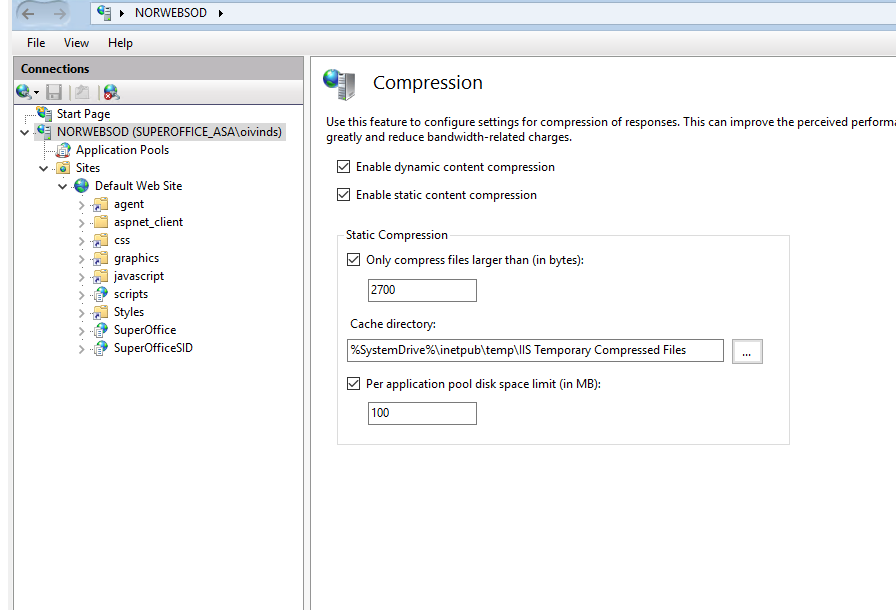 NORWEBSOD
File View Help
Connections
Start Page
NORWEBSOD (SUPEROFFICE_ASA\oivinds)
Application Pools
Sites
Default Web Site
agent
aspnet_client
css
graphics
javascript
scripts
Styles
SuperOffice
SuperOfficeSID
Compression
Use this feature to configure settings for compression of responses. This can improve the perceived performa
greatly and reduce bandwidth-related charges.
Enable dynamic content compression
Enable static content compression
Static Compression
Only compress files larger than (in bytes):
2700
Cache directory:
%SystemDrive%\inetpub\temp\IIS Temporary Compressed Files
...
Per application pool disk space limit (in MB):
100